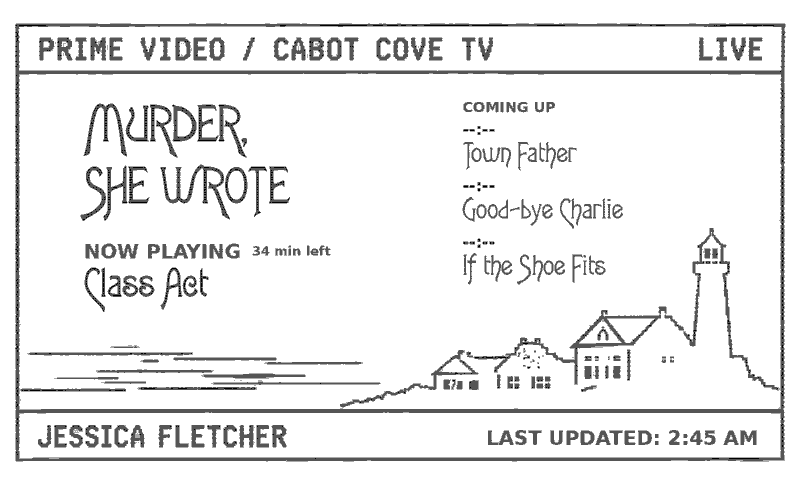 PRIME VIDEO / CABOT COVE TV
LIVE
MURDER,
SHE WROTE
NOW PLAYING 34 min left
Class Act
COMING UP
--:--
Town Father
--:--
Good-bye Charlie
--:--
If the Shoe Fits
JESSICA FLETCHER
LAST UPDATED: 2:45 AM